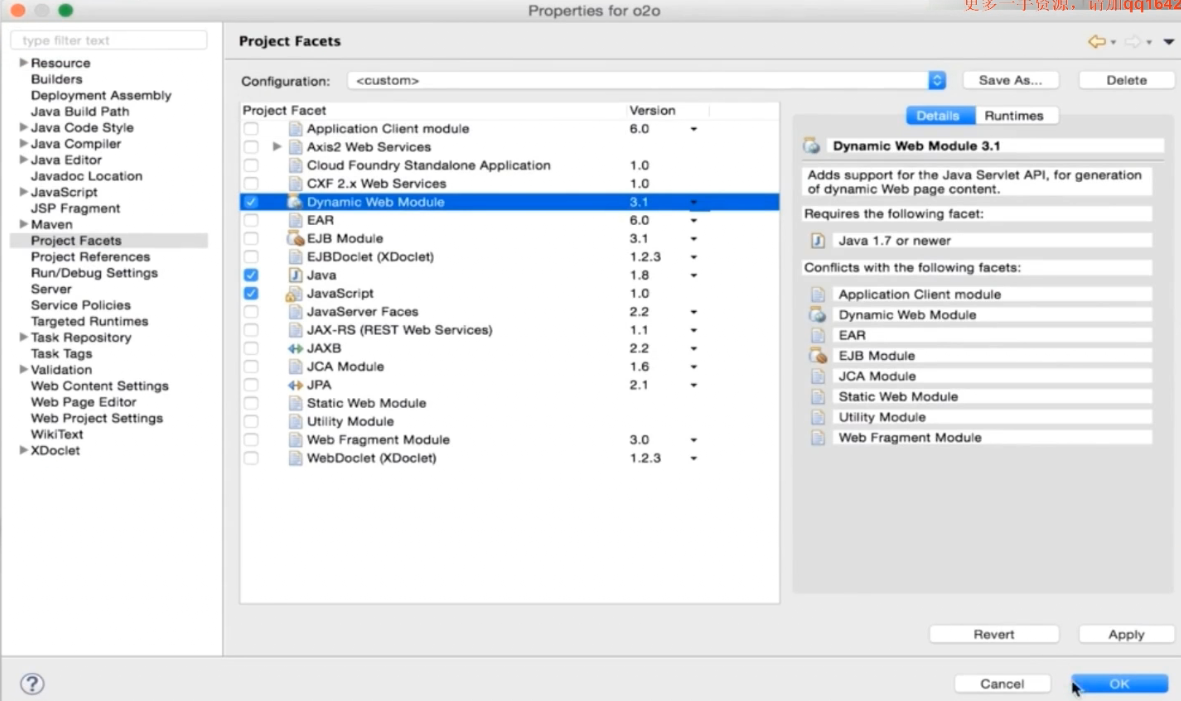 Properties for o2o
更多一手资源，请加qq1642
type filter text
Resource
Builders
Deployment Assembly
Java Build Path
Java Code Style
Java Compiler
Java Editor
Javadoc Location
JavaScript
JSP Fragment
Maven
Project Facets
Project References
Run/Debug Settings
Server
Service Policies
Targeted Runtimes
Task Repository
Task Tags
Validation
Web Content Settings
Web Page Editor
Web Project Settings
WikiText
XDoclet
Project Facets
Configuration: <custom> Save As... Delete
Project Facet Version
Application Client module 6.0
Axis2 Web Services
Cloud Foundry Standalone Application 1.0
CXF 2.x Web Services 1.0
Dynamic Web Module 3.1
EAR 6.0
EJB Module 3.1
EJBDoclet (XDoclet) 1.2.3
Java 1.8
JavaScript 1.0
JavaServer Faces 2.2
JAX-RS (REST Web Services) 1.1
JAXB 2.2
JCA Module 1.6
JPA 2.1
Static Web Module
Utility Module
Web Fragment Module 3.0
WebDoclet (XDoclet) 1.2.3
Details Runtimes
Dynamic Web Module 3.1
Adds support for the Java Servlet API, for generation
of dynamic Web page content.
Requires the following facet:
Java 1.7 or newer
Conflicts with the following facets:
Application Client module
Dynamic Web Module
EAR
EJB Module
JCA Module
Static Web Module
Utility Module
Web Fragment Module
Revert Apply
? Cancel OK